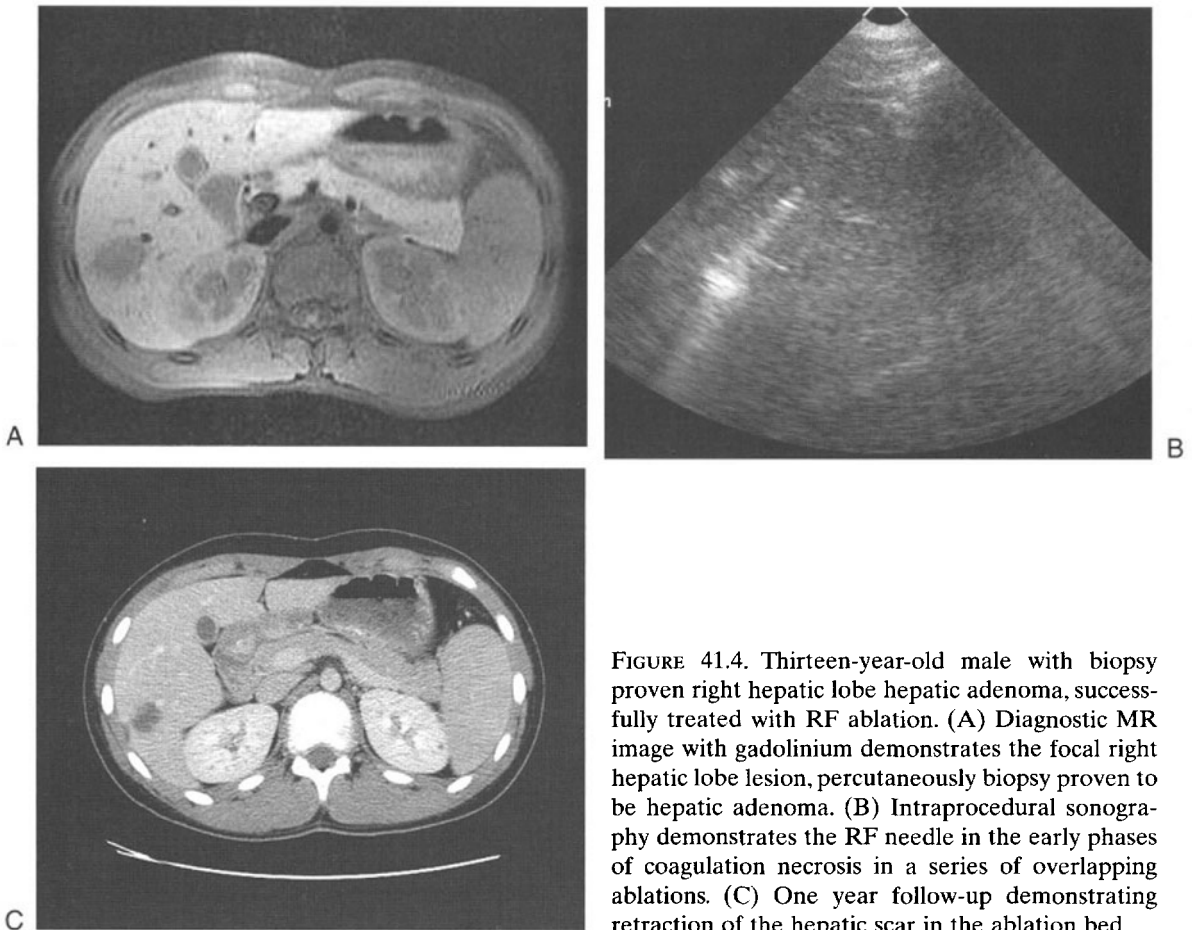 A
B
C
FIGURE 41.4. Thirteen-year-old male with biopsy
proven right hepatic lobe hepatic adenoma, success-
fully treated with RF ablation. (A) Diagnostic MR
image with gadolinium demonstrates the focal right
hepatic lobe lesion, percutaneously biopsy proven to
be hepatic adenoma. (B) Intraprocedural sonogra-
phy demonstrates the RF needle in the early phases
of coagulation necrosis in a series of overlapping
ablations. (C) One year follow-up demonstrating
retraction of the hepatic scar in the ablation bed